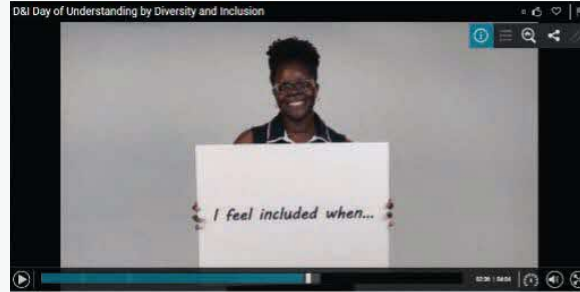 D&I Day of Understanding by Diversity and Inclusion
I feel included when...